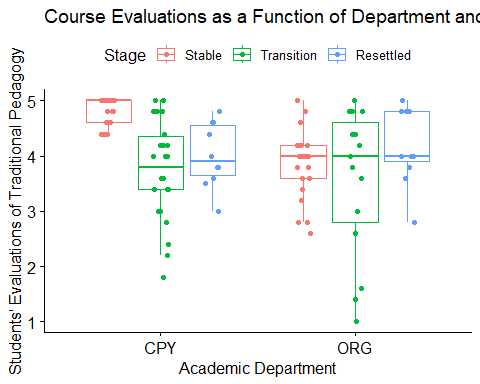 Course Evaluations as a Function of Department and
Stage Stable Transition Resettled
Students' Evaluations of Traditional Pedagogy
5
4
3
2
1
CPY ORG
Academic Department